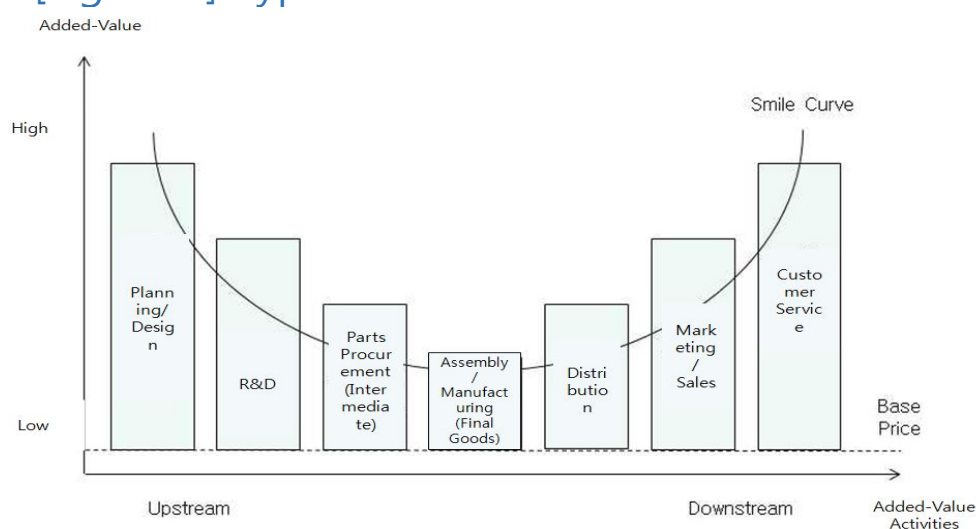 Added-Value
Smile Curve
High
Plann
ing/
Desig
n
R&D
Parts
Procur
ement
(Inter
media
te)
Assembly
/
Manufact
uring
(Final
Goods)
Distri
butio
n
Mark
eting
/
Sales
Custo
mer
Servic
e
Low
Base
Price
Upstream
Downstream
Added-Value
Activities